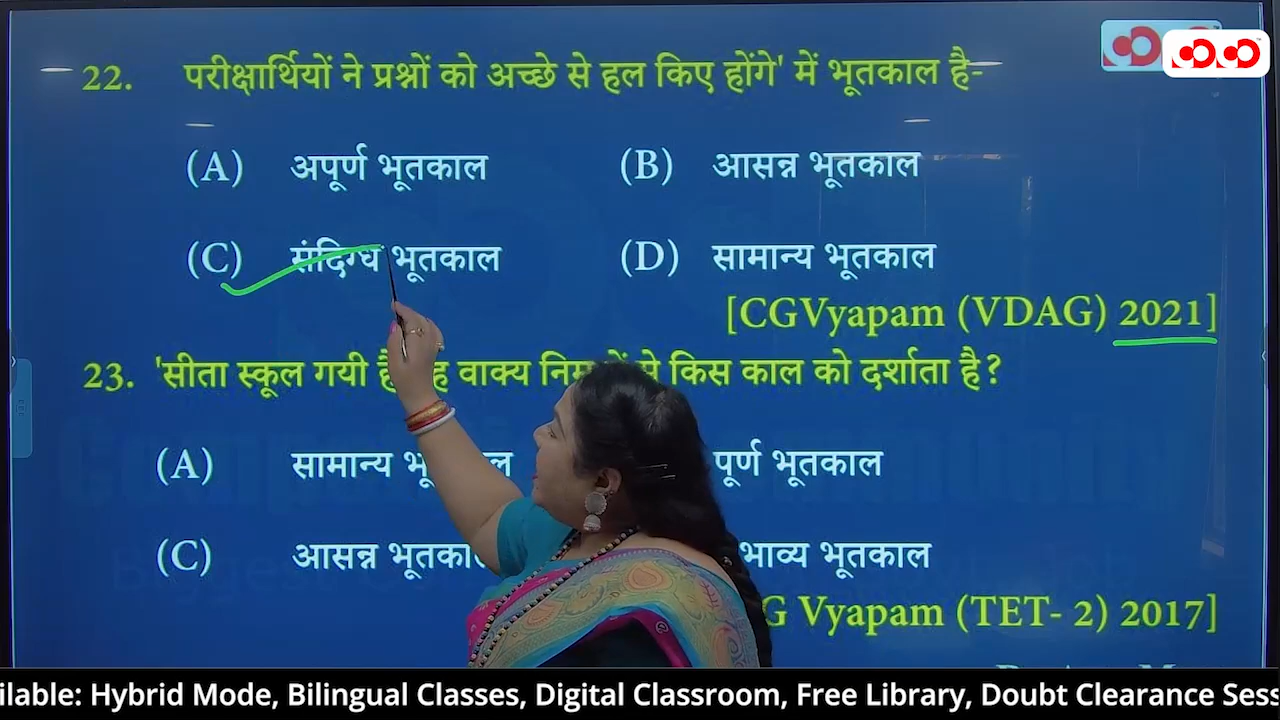 22. परीक्षार्थियों ने प्रश्नों को अच्छे से हल किए होंगे' में भूतकाल है-
(A) अपूर्ण भूतकाल (B) आसन्न भूतकाल
(C) संदिग्ध भूतकाल (D) सामान्य भूतकाल
[CGVyapam (VDAG) 2021]
23. 'सीता स्कूल गयी वाक्य किस काल को दर्शाता है?
(A) सामान्य पूर्ण भूतकाल
(C) आसन्न भूतकाल भाव्य भूतकाल
G Vyapam (TET- 2) 2017]
ilable: Hybrid Mode, Bilingual Classes, Digital Classroom, Free Library, Doubt Clearance Sess